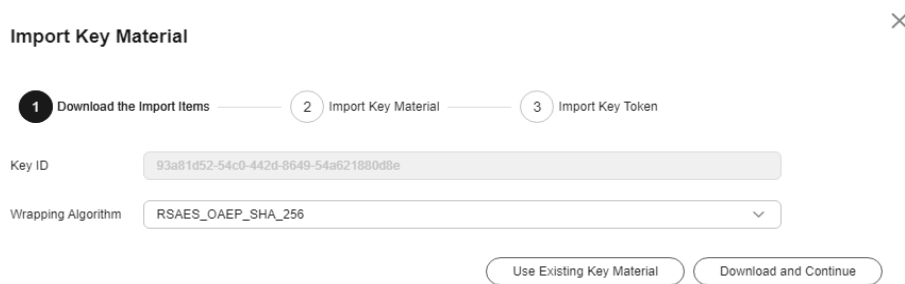 Import Key Material
1 Download the Import Items 2 Import Key Material 3 Import Key Token
Key ID 93a81d52-54c0-442d-8649-54a621880d8e
Wrapping Algorithm RSAES_OAEP_SHA_256
Use Existing Key Material Download and Continue